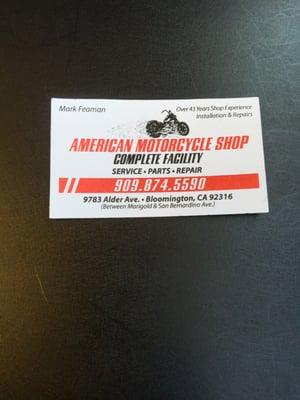 Mark Feaman
Over 43 Years Shop Experience
Installation & Repairs
AMERICAN MOTORCYCLE SHOP
COMPLETE FACILITY
SERVICE • PARTS • REPAIR
909.874.5590
9783 Alder Ave. • Bloomington, CA 92316
(Between Marigold & San Bernardino Ave.)